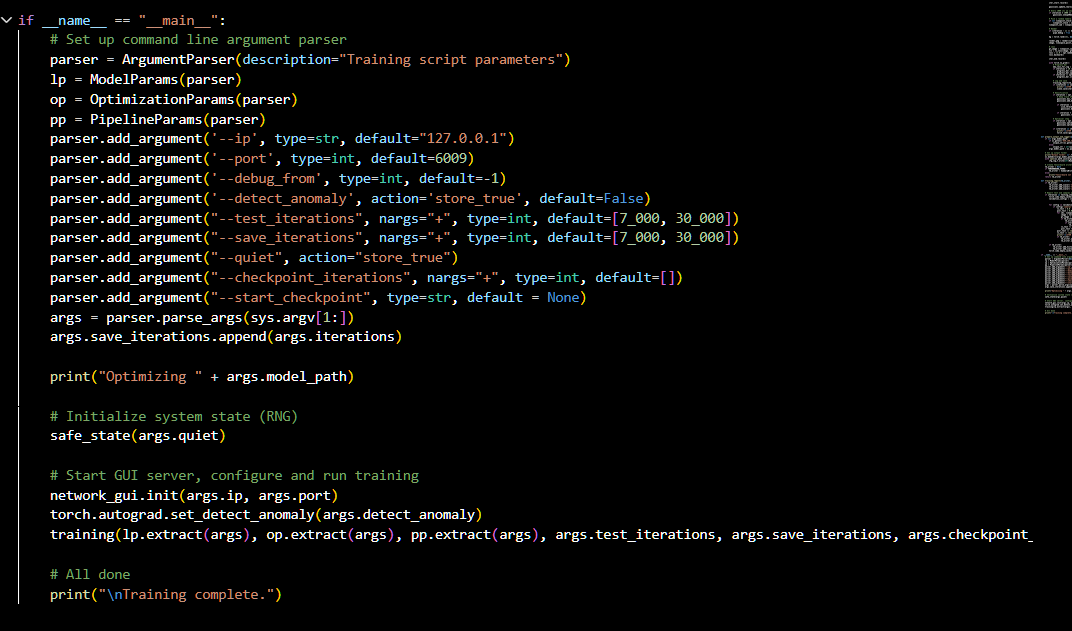 if __name__ == "__main__":
    # Set up command line argument parser
    parser = ArgumentParser(description="Training script parameters")
    lp = ModelParams(parser)
    op = OptimizationParams(parser)
    pp = PipelineParams(parser)
    parser.add_argument('--ip', type=str, default="127.0.0.1")
    parser.add_argument('--port', type=int, default=6009)
    parser.add_argument('--debug_from', type=int, default=-1)
    parser.add_argument('--detect_anomaly', action='store_true', default=False)
    parser.add_argument("--test_iterations", nargs="+", type=int, default=[7_000, 30_000])
    parser.add_argument("--save_iterations", nargs="+", type=int, default=[7_000, 30_000])
    parser.add_argument("--quiet", action="store_true")
    parser.add_argument("--checkpoint_iterations", nargs="+", type=int, default=[])
    parser.add_argument("--start_checkpoint", type=str, default = None)
    args = parser.parse_args(sys.argv[1:])
    args.save_iterations.append(args.iterations)

    print("Optimizing " + args.model_path)

    # Initialize system state (RNG)
    safe_state(args.quiet)

    # Start GUI server, configure and run training
    network_gui.init(args.ip, args.port)
    torch.autograd.set_detect_anomaly(args.detect_anomaly)
    training(lp.extract(args), op.extract(args), pp.extract(args), args.test_iterations, args.save_iterations, args.checkpoint_

    # All done
    print("\nTraining complete.")